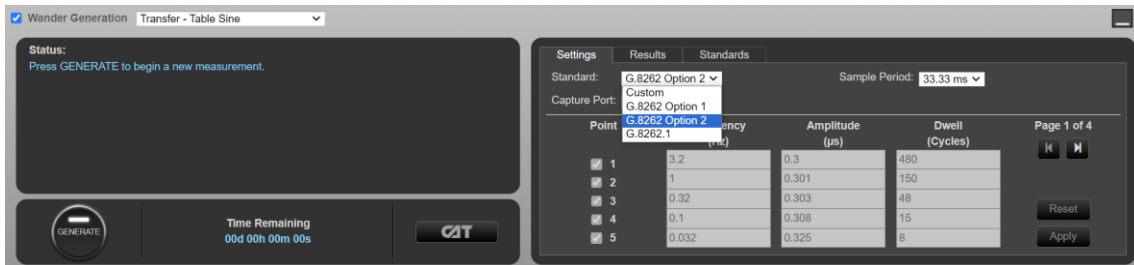 Wander Generation Transfer - Table Sine
Status:
Press GENERATE to begin a new measurement.
GENERATE
Time Remaining
00d 00h 00m 00s
CAT
Settings Results Standards
Standard: G.8262 Option 2 Sample Period: 33.33 ms
Custom
Capture Port: G.8262 Option 1
G.8262 Option 2
G.8262.1
Point Amplitude Dwell Page 1 of 4
(µs) (Cycles)
1 3.2 0.3 480
2 1 0.301 150
3 0.32 0.303 48
4 0.1 0.308 15
5 0.032 0.325 8
Reset
Apply